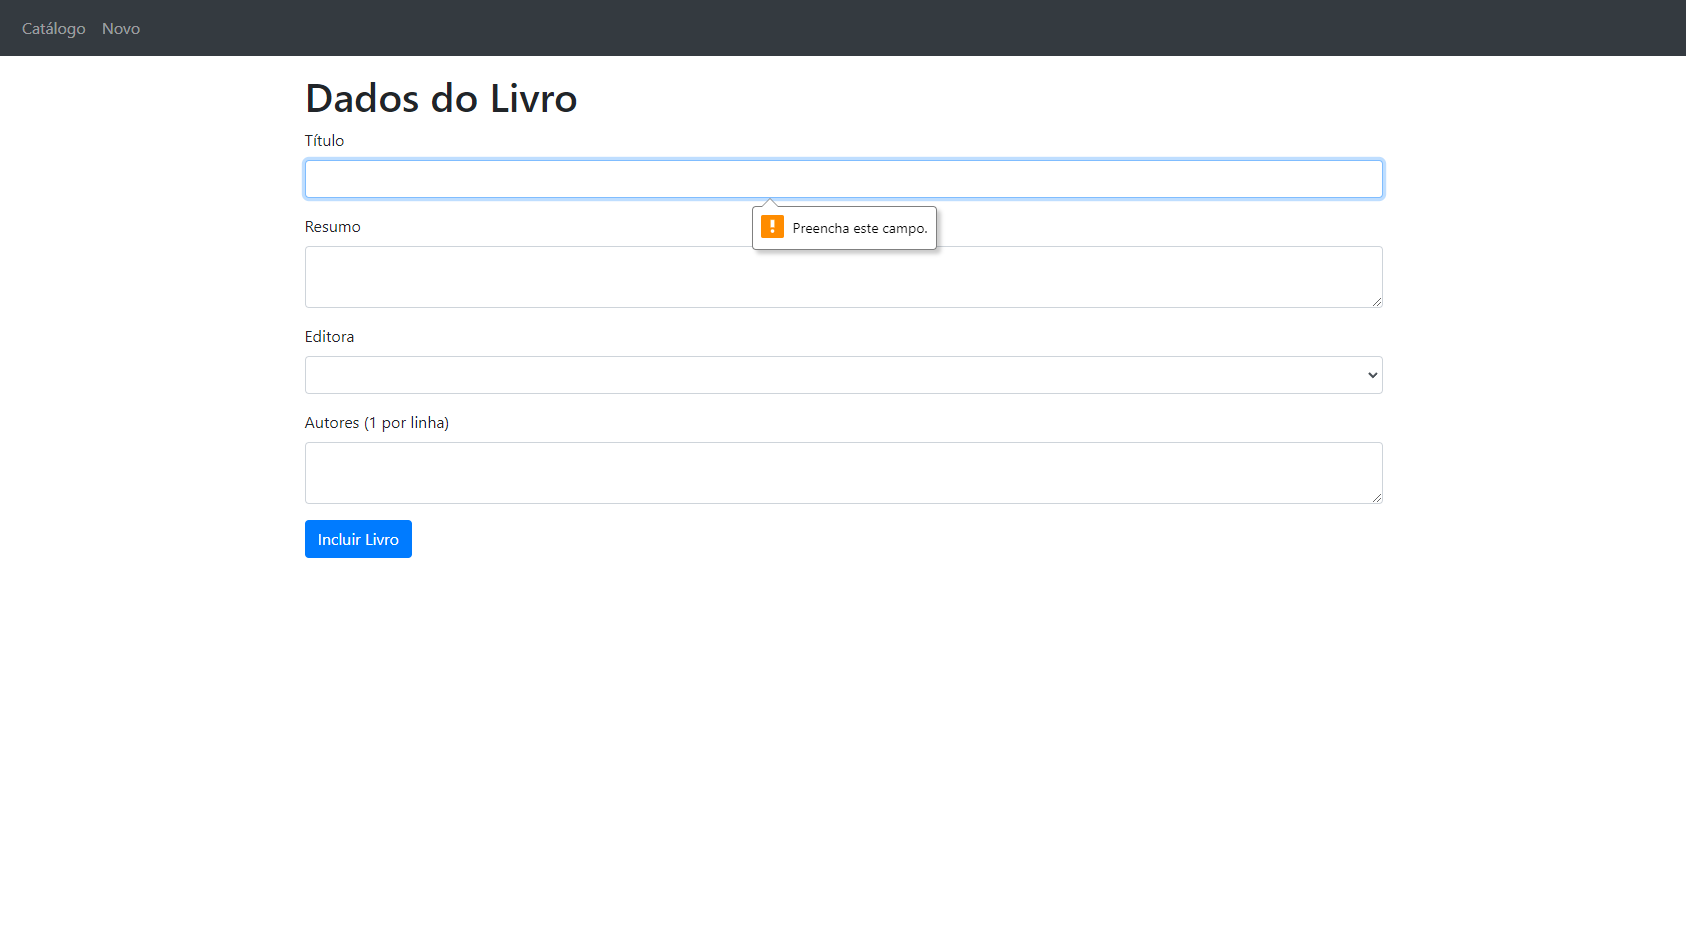 Catálogo Novo
Dados do Livro
Título
Preencha este campo.
Resumo
Editora
Autores (1 por linha)
Incluir Livro